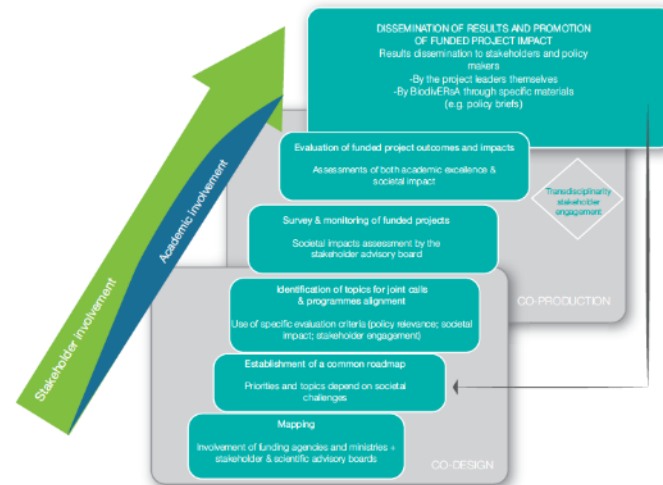 DISSEMINATION OF RESULTS AND PROMOTION
OF FUNDED PROJECT IMPACT
Results dissemination to stakeholders and policy
makers
-By the project leaders themselves
-By BiodivERsA through specific materials
(e.g. policy briefs)
Evaluation of funded project outcomes and impacts
Assessments of both academic excellence &
societal impact
Transdisciplinarity
stakeholder
engagement
Survey & monitoring of funded projects
Societal impacts assessment by the
stakeholder advisory board
Identification of topics for joint calls
& programmes alignment
Use of specific evaluation criteria (policy relevance; societal
impact; stakeholder engagement)
CO-PRODUCTION
Establishment of a common roadmap
Priorities and topics depend on societal
challenges
Mapping
Involvement of funding agencies and ministries +
stakeholder & scientific advisory boards
CO-DESIGN
Stakeholder involvement
Academic involvement